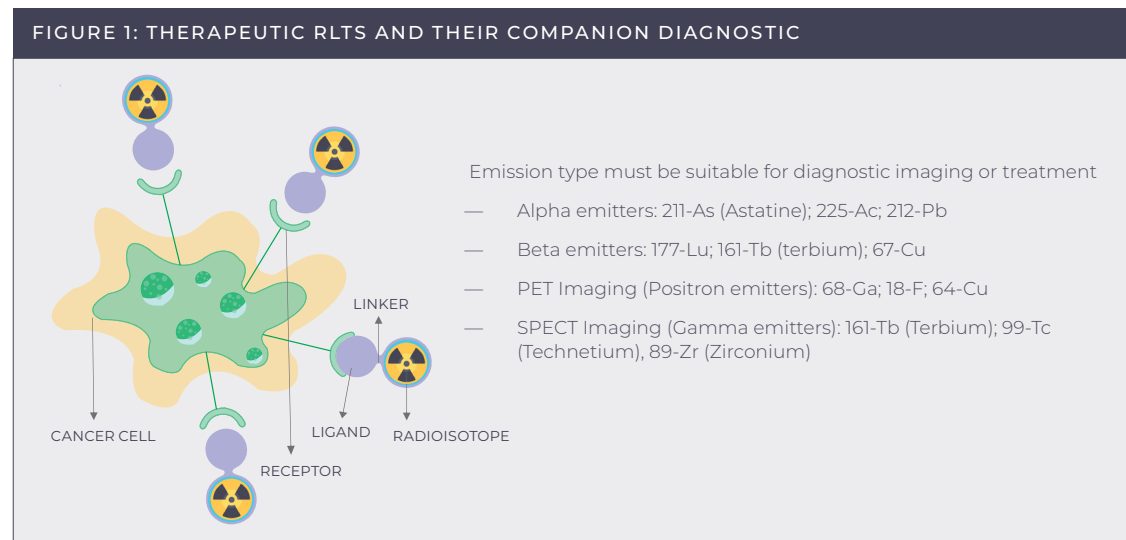 FIGURE 1: THERAPEUTIC RLTS AND THEIR COMPANION DIAGNOSTIC
Emission type must be suitable for diagnostic imaging or treatment
— Alpha emitters: 211-As (Astatine); 225-Ac; 212-Pb
— Beta emitters: 177-Lu; 161-Tb (terbium); 67-Cu
— PET Imaging (Positron emitters): 68-Ga; 18-F; 64-Cu
— SPECT Imaging (Gamma emitters): 161-Tb (Terbium); 99-Tc
(Technetium), 89-Zr (Zirconium)
LINKER
CANCER CELL
LIGAND
RADIOISOTOPE
RECEPTOR